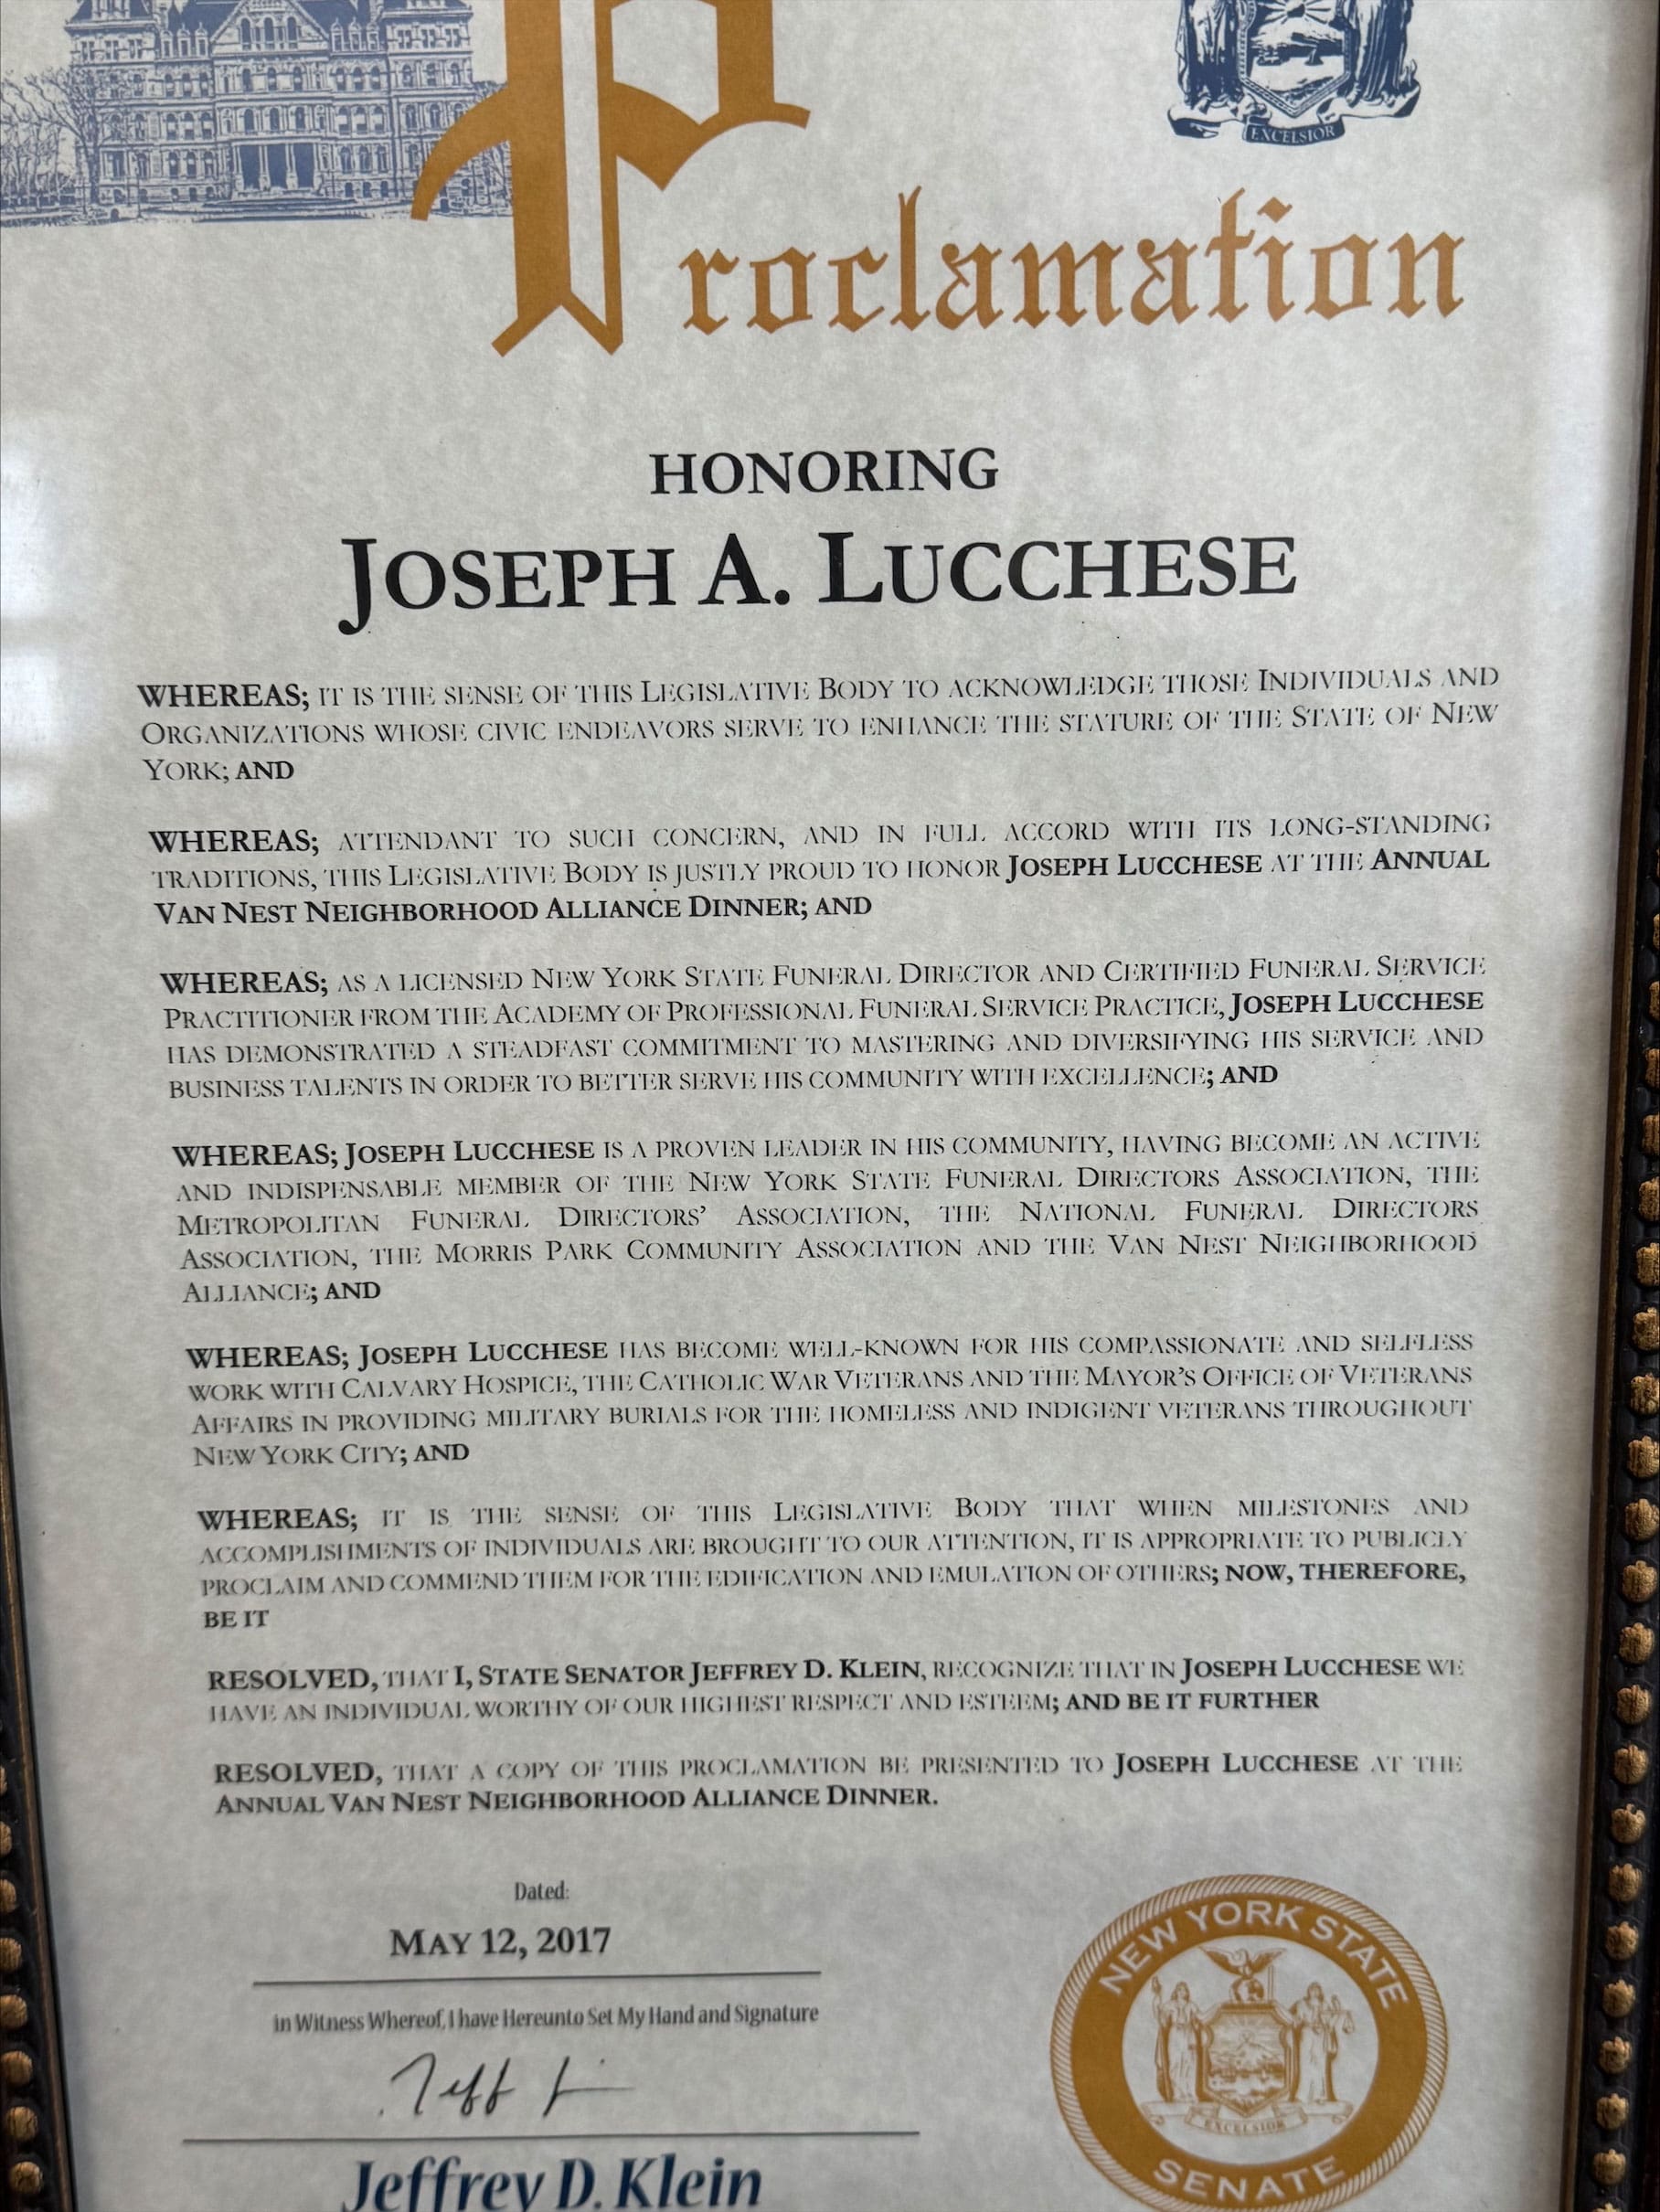 EXCELSIOR
Proclamation
HONORING
JOSEPH A. LUCCHESE
WHEREAS; IT IS THE SENSE OF THIS LEGISLATIVE BODY TO ACKNOWLEDGE THOSE INDIVIDUALS AND
ORGANIZATIONS WHOSE CIVIC ENDEAVORS SERVE TO ENHANCE THE STATURE OF THE STATE OF NEW
YORK; AND
WHEREAS; ATTENDANT TO SUCH CONCERN, AND IN FULL ACCORD WITH ITS LONG-STANDING
TRADITIONS, THIS LEGISLATIVE BODY IS JUSTLY PROUD TO HONOR JOSEPH LUCCHESE AT THE ANNUAL
VAN NEST NEIGHBORHOOD ALLIANCE DINNER; AND
WHEREAS; AS A LICENSED NEW YORK STATE FUNERAL DIRECTOR AND CERTIFIED FUNERAL SERVICE
PRACTITIONER FROM THE ACADEMY OF PROFESSIONAL FUNERAL SERVICE PRACTICE, JOSEPH LUCCHESE
HAS DEMONSTRATED A STEADFAST COMMITMENT TO MASTERING AND DIVERSIFYING HIS SERVICE AND
BUSINESS TALENTS IN ORDER TO BETTER SERVE HIS COMMUNITY WITH EXCELLENCE; AND
WHEREAS; JOSEPH LUCCHESE IS A PROVEN LEADER IN HIS COMMUNITY, HAVING BECOME AN ACTIVE
AND INDISPENSABLE MEMBER OF THE NEW YORK STATE FUNERAL DIRECTORS ASSOCIATION, THE
METROPOLITAN FUNERAL DIRECTORS' ASSOCIATION, THE NATIONAL FUNERAL DIRECTORS
ASSOCIATION, THE MORRIS PARK COMMUNITY ASSOCIATION AND THE VAN NEST NEIGHBORHOOD
ALLIANCE; AND
WHEREAS; JOSEPH LUCCHESE HAS BECOME WELL-KNOWN FOR HIS COMPASSIONATE AND SELFLESS
WORK WITH CALVARY HOSPICE, THE CATHOLIC WAR VETERANS AND THE MAYOR'S OFFICE OF VETERANS
AFFAIRS IN PROVIDING MILITARY BURIALS FOR THE HOMELESS AND INDIGENT VETERANS THROUGHOUT
NEW YORK CITY; AND
WHEREAS; IT IS THE SENSE OF THIS LEGISLATIVE BODY THAT WHEN MILESTONES AND
ACCOMPLISHMENTS OF INDIVIDUALS ARE BROUGHT TO OUR ATTENTION, IT IS APPROPRIATE TO PUBLICLY
PROCLAIM AND COMMEND THEM FOR THE EDIFICATION AND EMULATION OF OTHERS; NOW, THEREFORE,
BE IT
RESOLVED, THAT I, STATE SENATOR JEFFREY D. KLEIN, RECOGNIZE THAT IN JOSEPH LUCCHESE WE
HAVE AN INDIVIDUAL WORTHY OF OUR HIGHEST RESPECT AND ESTEEM; AND BE IT FURTHER
RESOLVED, THAT A COPY OF THIS PROCLAMATION BE PRESENTED TO JOSEPH LUCCHESE AT THE
ANNUAL VAN NEST NEIGHBORHOOD ALLIANCE DINNER.
Dated:
MAY 12, 2017
in Witness Whereof, I have Hereunto Set My Hand and Signature
Jeffrey D. Klein
NEW YORK STATE
EXCELSIOR
SENATE